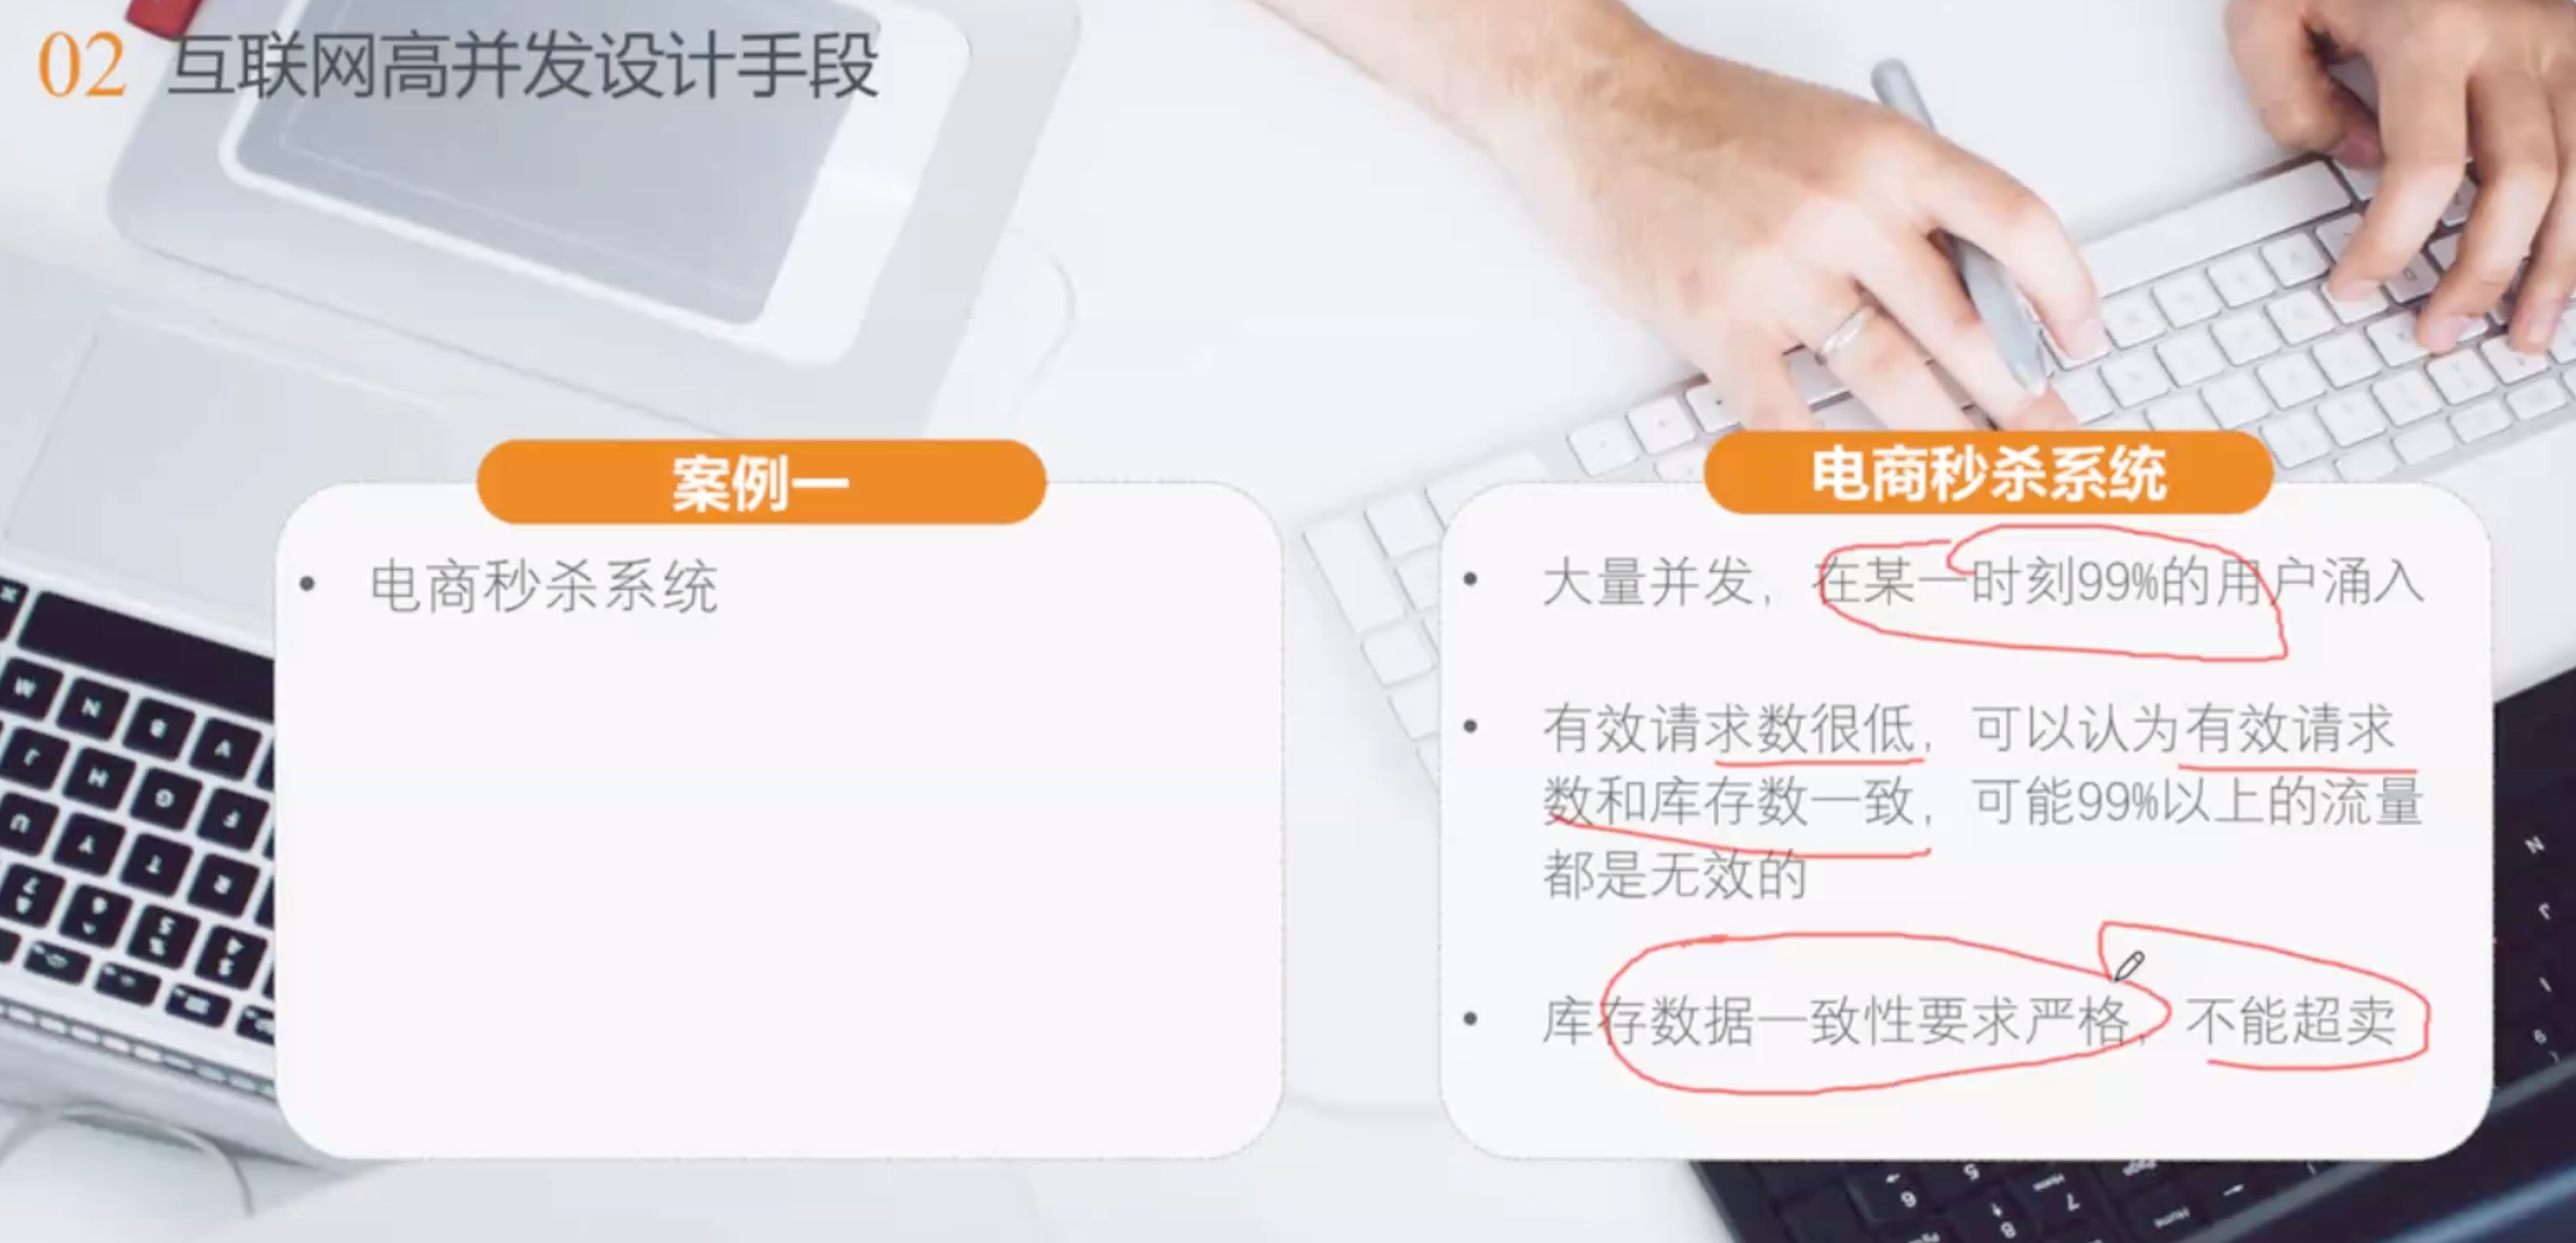 02 互联网高并发设计手段
案例一
• 电商秒杀系统
电商秒杀系统
• 大量并发，在某一时刻99%的用户涌入
• 有效请求数很低，可以认为有效请求
数和库存数一致，可能99%以上的流量
都是无效的
• 库存数据一致性要求严格，不能超卖